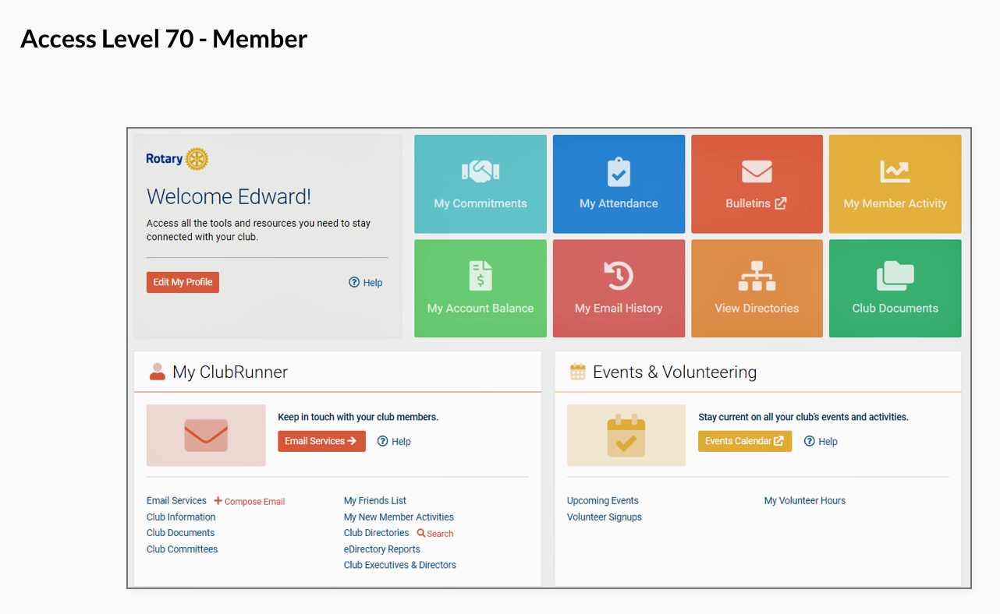 Access Level 70 - Member
Rotary
Welcome Edward!
Access all the tools and resources you need to stay
connected with your club.
Edit My Profile
Help
My Commitments
My Attendance
Bulletins
My Member Activity
My Account Balance
My Email History
View Directories
Club Documents
My ClubRunner
Keep in touch with your club members.
Email Services
Help
Email Services Compose Email
Club Information
Club Documents
Club Committees
My Friends List
My New Member Activities
Club Directories Search
eDirectory Reports
Club Executives & Directors
Events & Volunteering
Stay current on all your club's events and activities.
Events Calendar
Help
Upcoming Events
Volunteer Signups
My Volunteer Hours